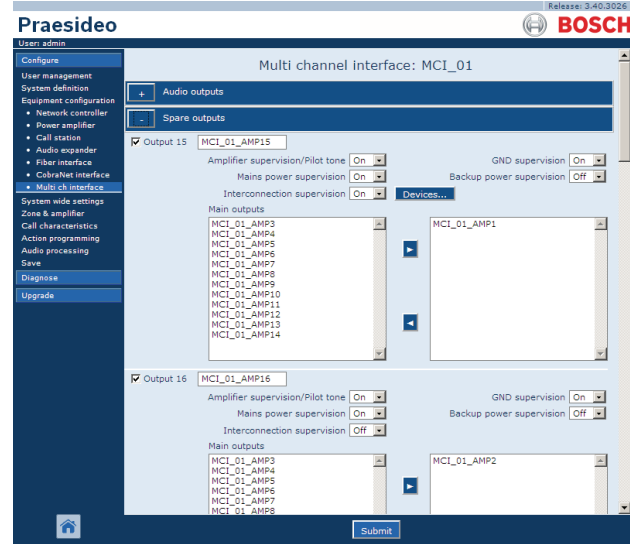 Release: 3.40.3026
Praesideo
BOSCH
User: admin
Configure
User management
System definition
Equipment configuration
• Network controller
• Power amplifier
• Call station
• Audio expander
• Fiber interface
• CobraNet interface
• Multi ch interface
System wide settings
Zone & amplifier
Call characteristics
Action programming
Audio processing
Save
Diagnose
Upgrade
Multi channel interface: MCI_01
+ Audio outputs
- Spare outputs
Output 15 MCI_01_AMP15
Amplifier supervision/Pilot tone On GND supervision On
Mains power supervision On Backup power supervision Off
Interconnection supervision On Devices...
Main outputs
MCI_01_AMP3
MCI_01_AMP4
MCI_01_AMP5
MCI_01_AMP6
MCI_01_AMP7
MCI_01_AMP8
MCI_01_AMP9
MCI_01_AMP10
MCI_01_AMP11
MCI_01_AMP12
MCI_01_AMP13
MCI_01_AMP14
MCI_01_AMP1
Output 16 MCI_01_AMP16
Amplifier supervision/Pilot tone On GND supervision On
Mains power supervision On Backup power supervision Off
Interconnection supervision Off
Main outputs
MCI_01_AMP3
MCI_01_AMP4
MCI_01_AMP5
MCI_01_AMP6
MCI_01_AMP7
MCI_01_AMP8
MCI_01_AMP2
Submit